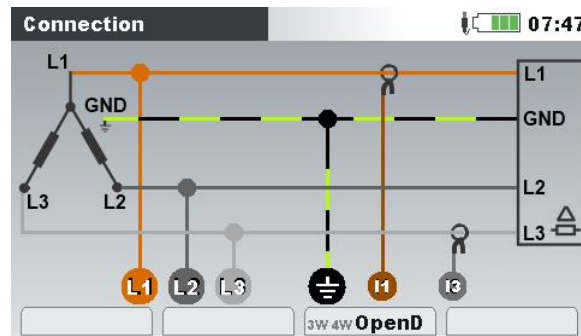 Connection 07:47
L1 L1
GND GND
L3 L2 L2
L3
L1 L2 L3 I1 I3
3W 4W OpenD